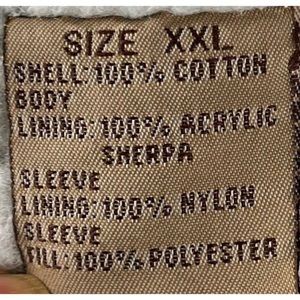 SIZE XXL
SHELL:100% COTTON
BODY
LINING:100% ACRYLIC
SHERPA
SLEEVE
LINING:100% NYLON
SLEEVE
FILL:100% POLYESTER